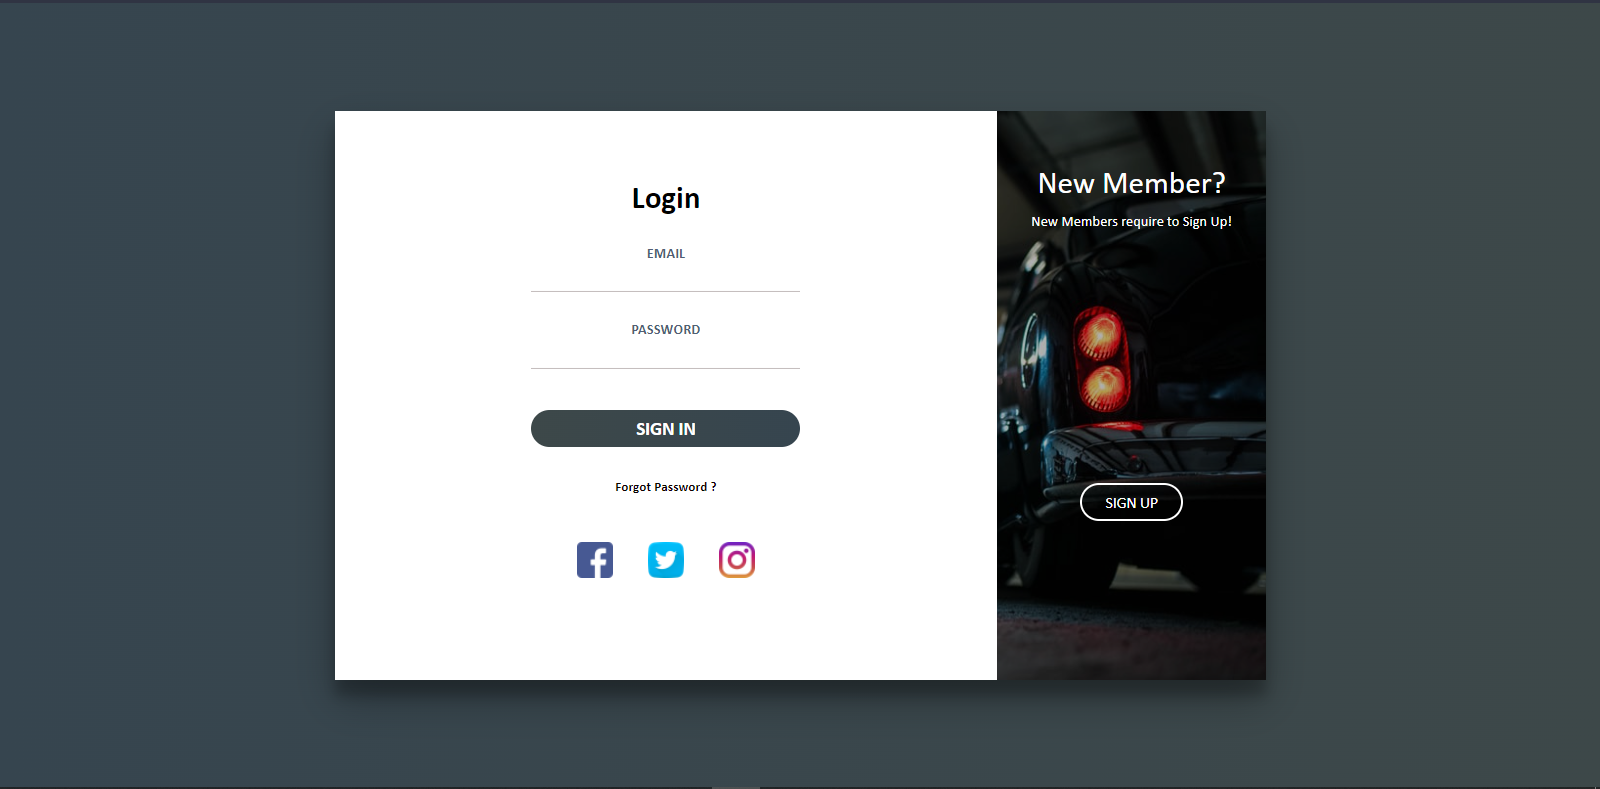 Login
EMAIL
PASSWORD
SIGN IN
Forgot Password ?
New Member?
New Members require to Sign Up!
SIGN UP